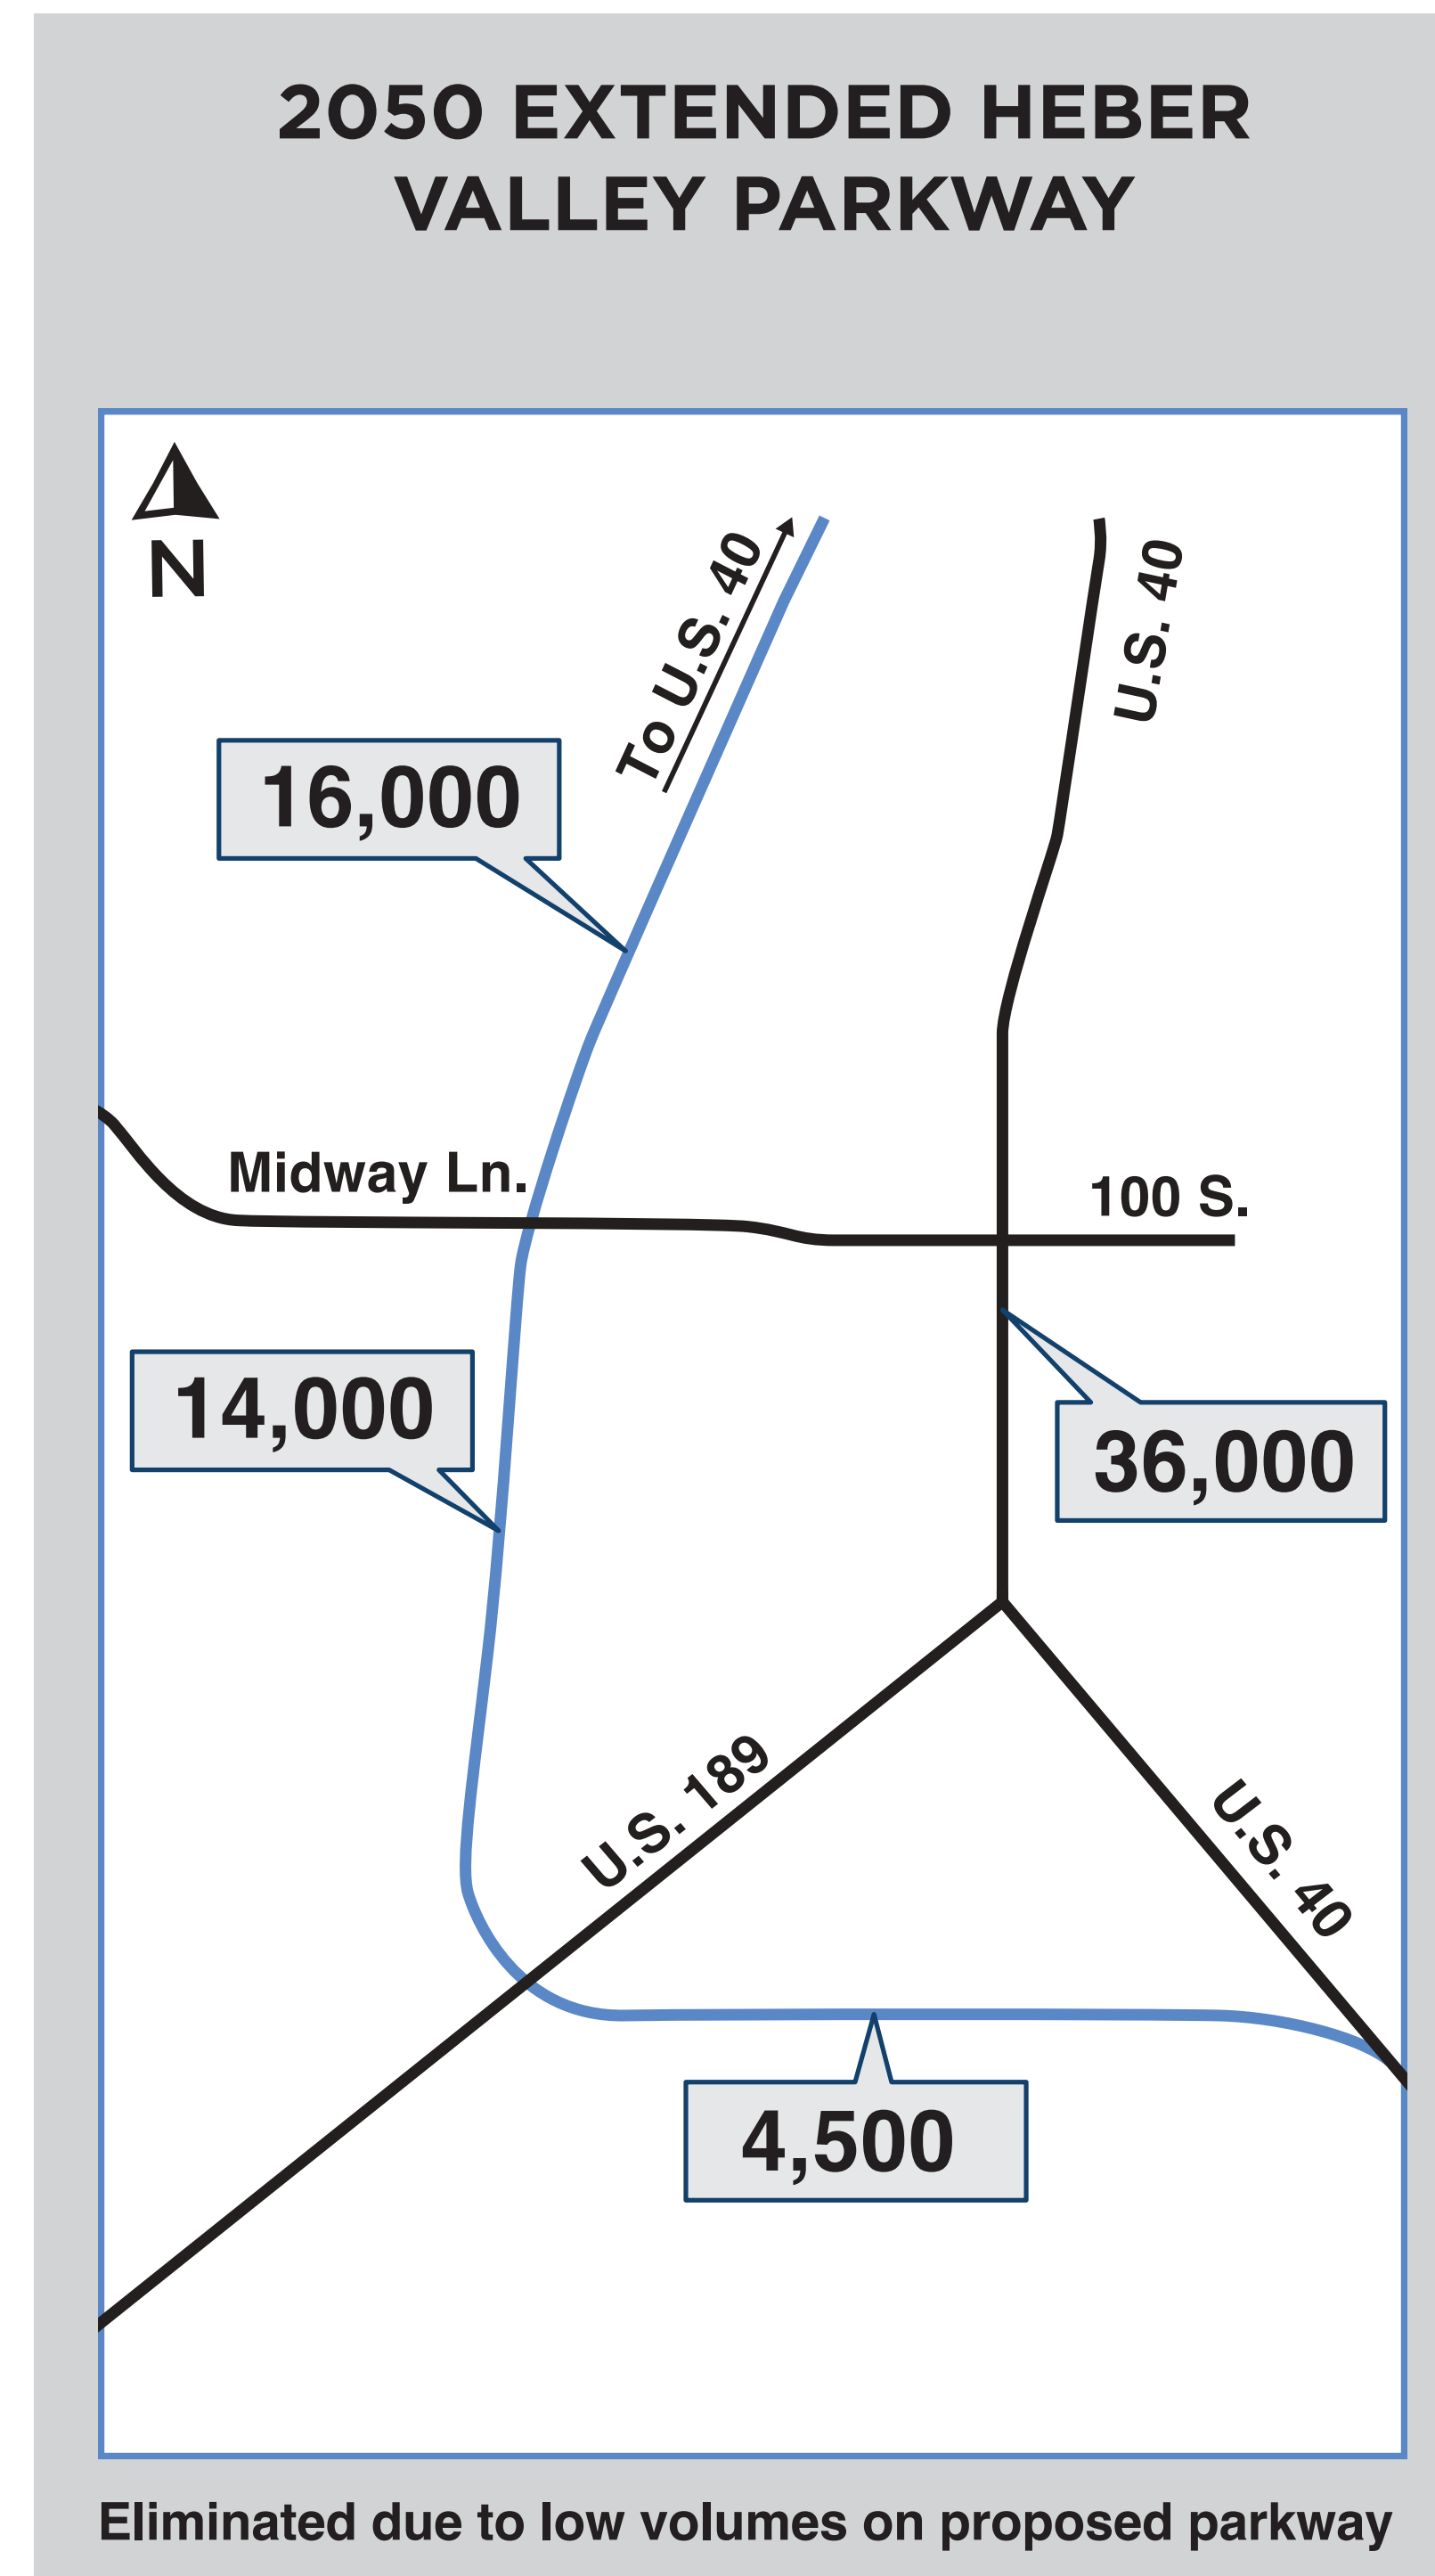 2050 EXTENDED HEBER
VALLEY PARKWAY
N
To U.S. 40
U.S. 40
16,000
Midway Ln.
100 S.
14,000
36,000
U.S. 189
U.S. 40
4,500
Eliminated due to low volumes on proposed parkway